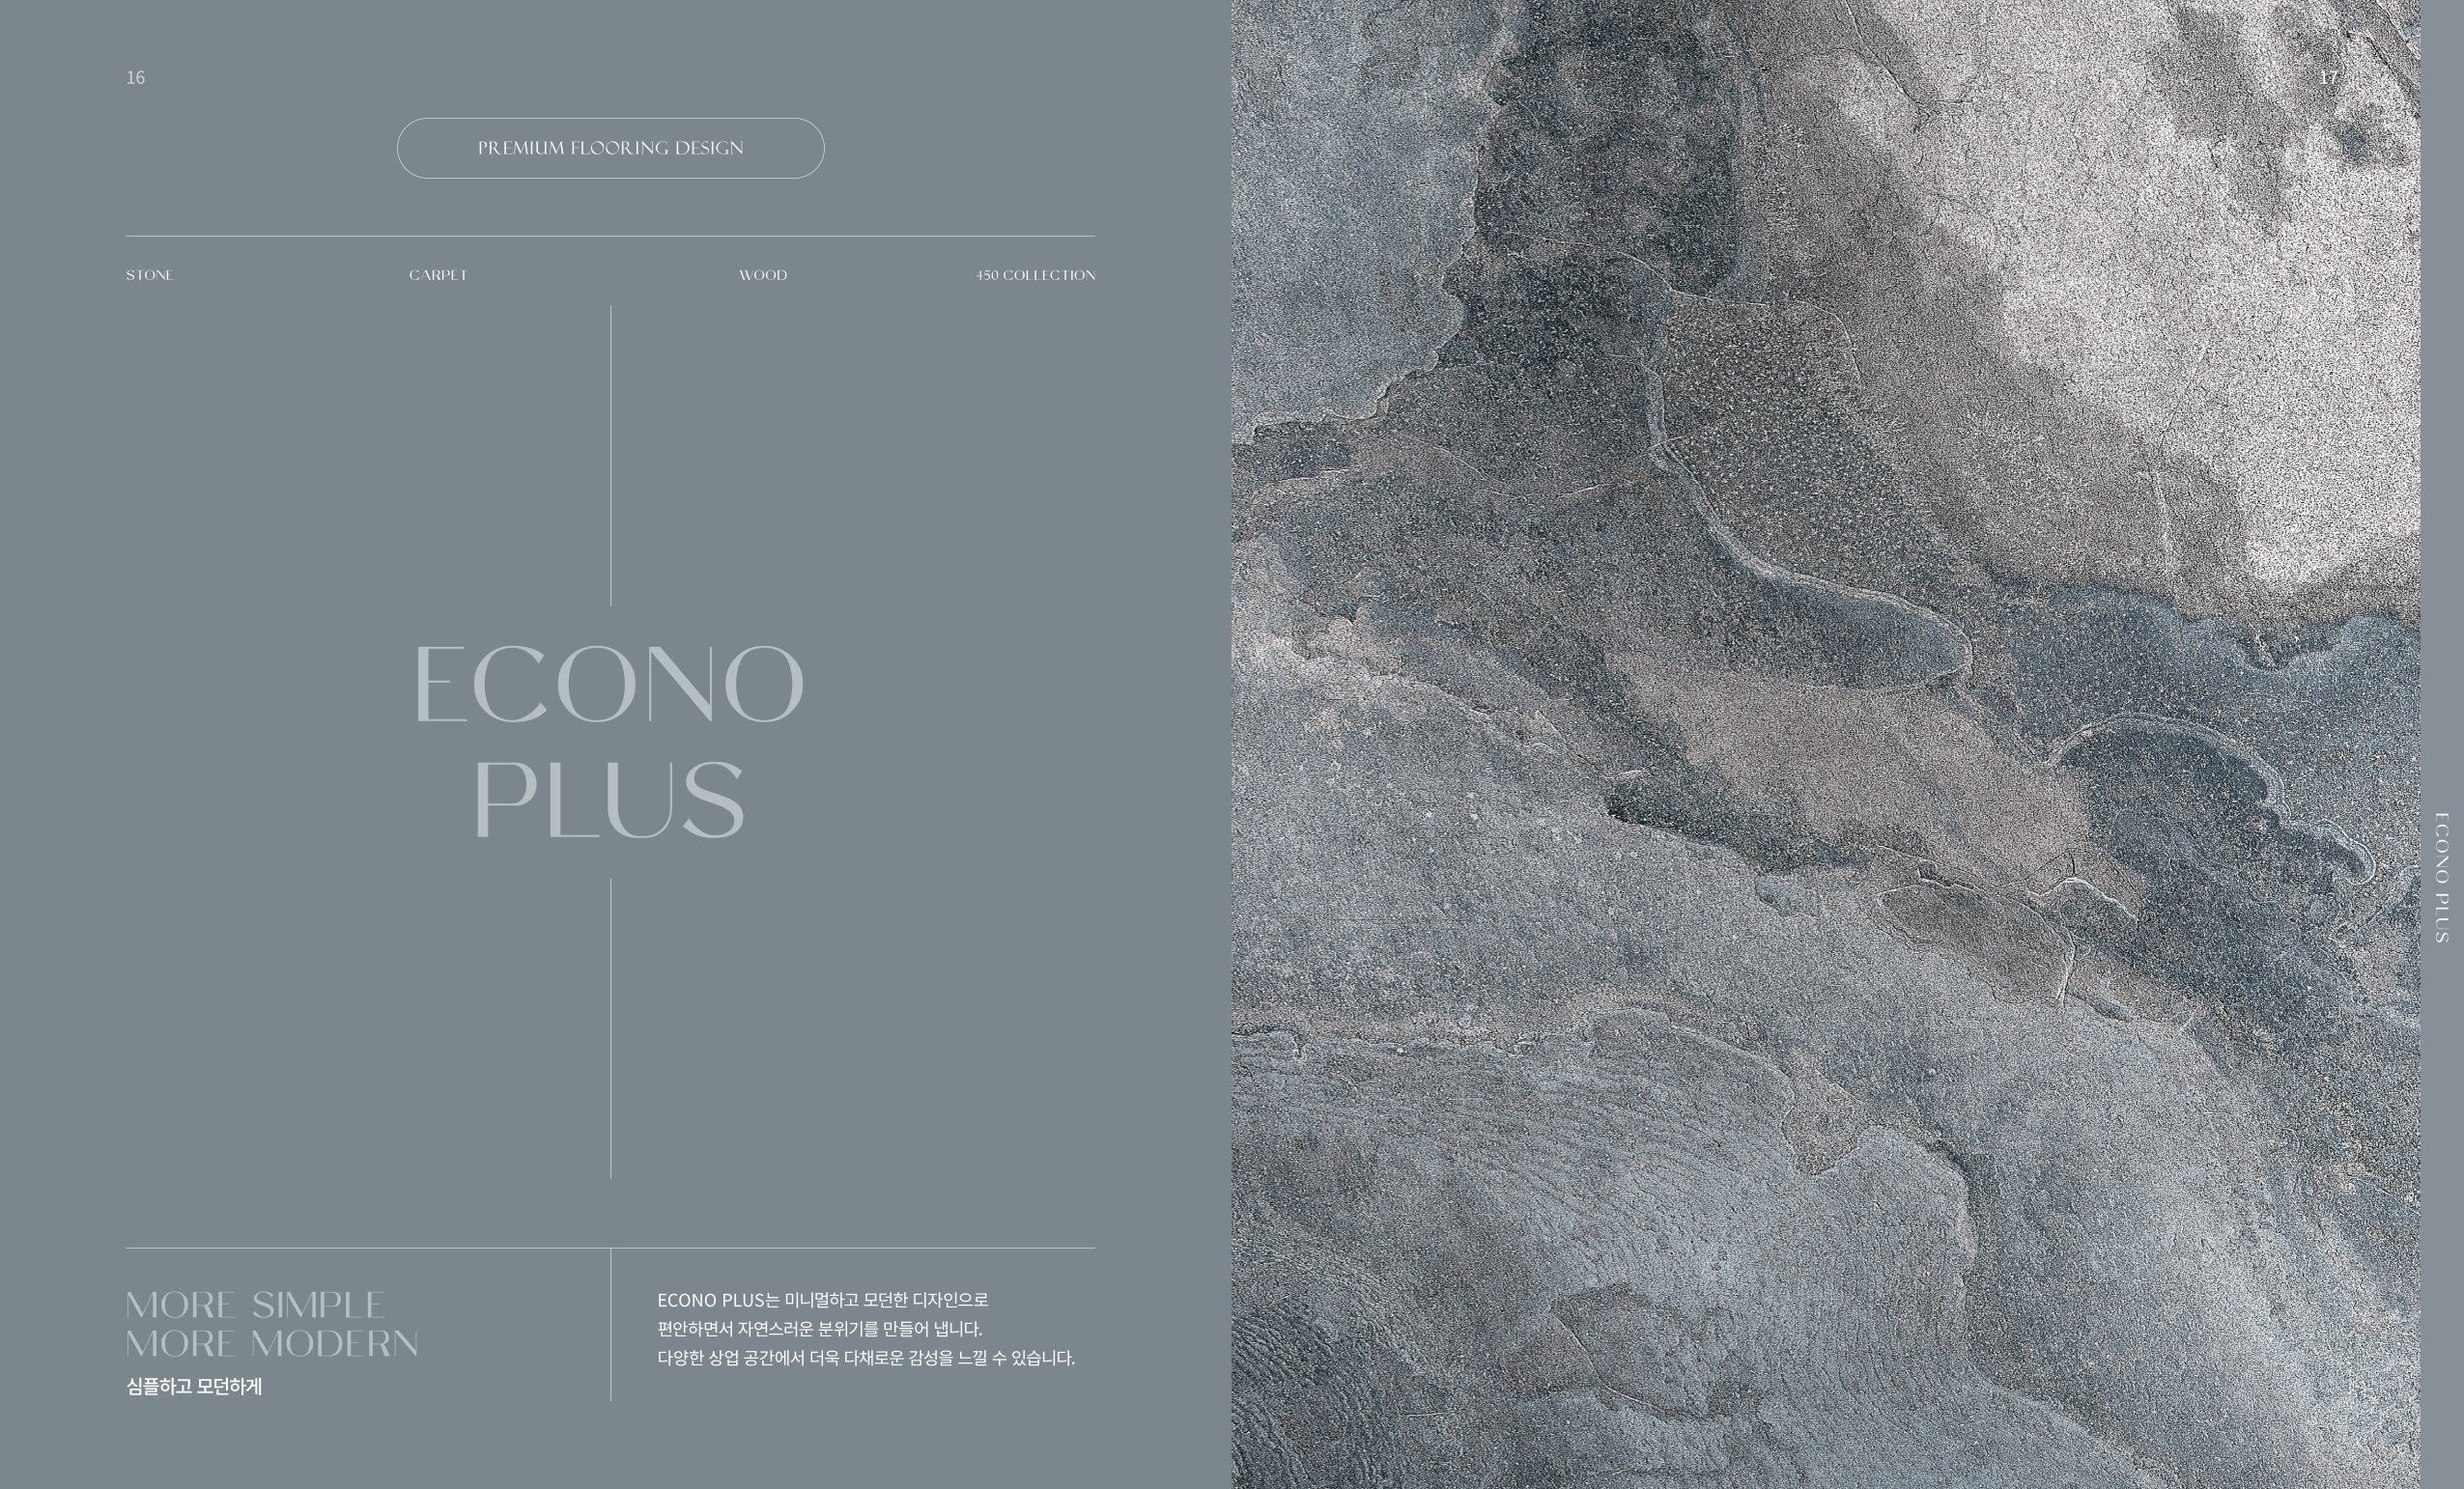 16
17
PREMIUM FLOORING DESIGN
STONE
CARPET
WOOD
450 COLLECTION
ECONO
PLUS
MORE SIMPLE
MORE MODERN
심플하고 모던하게
ECONO PLUS는 미니멀하고 모던한 디자인으로
편안하면서 자연스러운 분위기를 만들어 냅니다.
다양한 상업 공간에서 더욱 다채로운 감성을 느낄 수 있습니다.
ECONO PLUS